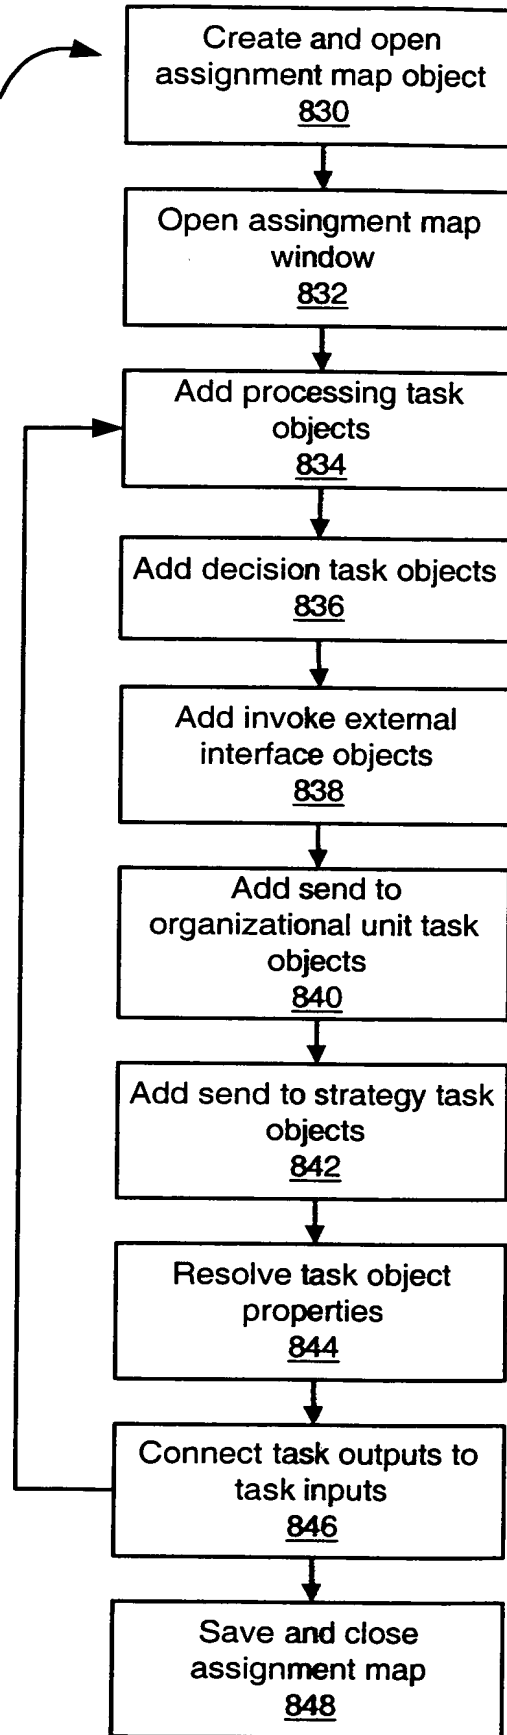 Create and open
assignment map object
830
Open assingment map
window
832
Add processing task
objects
834
Add decision task objects
836
Add invoke external
interface objects
838
Add send to
organizational unit task
objects
840
Add send to strategy task
objects
842
Resolve task object
properties
844
Connect task outputs to
task inputs
846
Save and close
assignment map
848